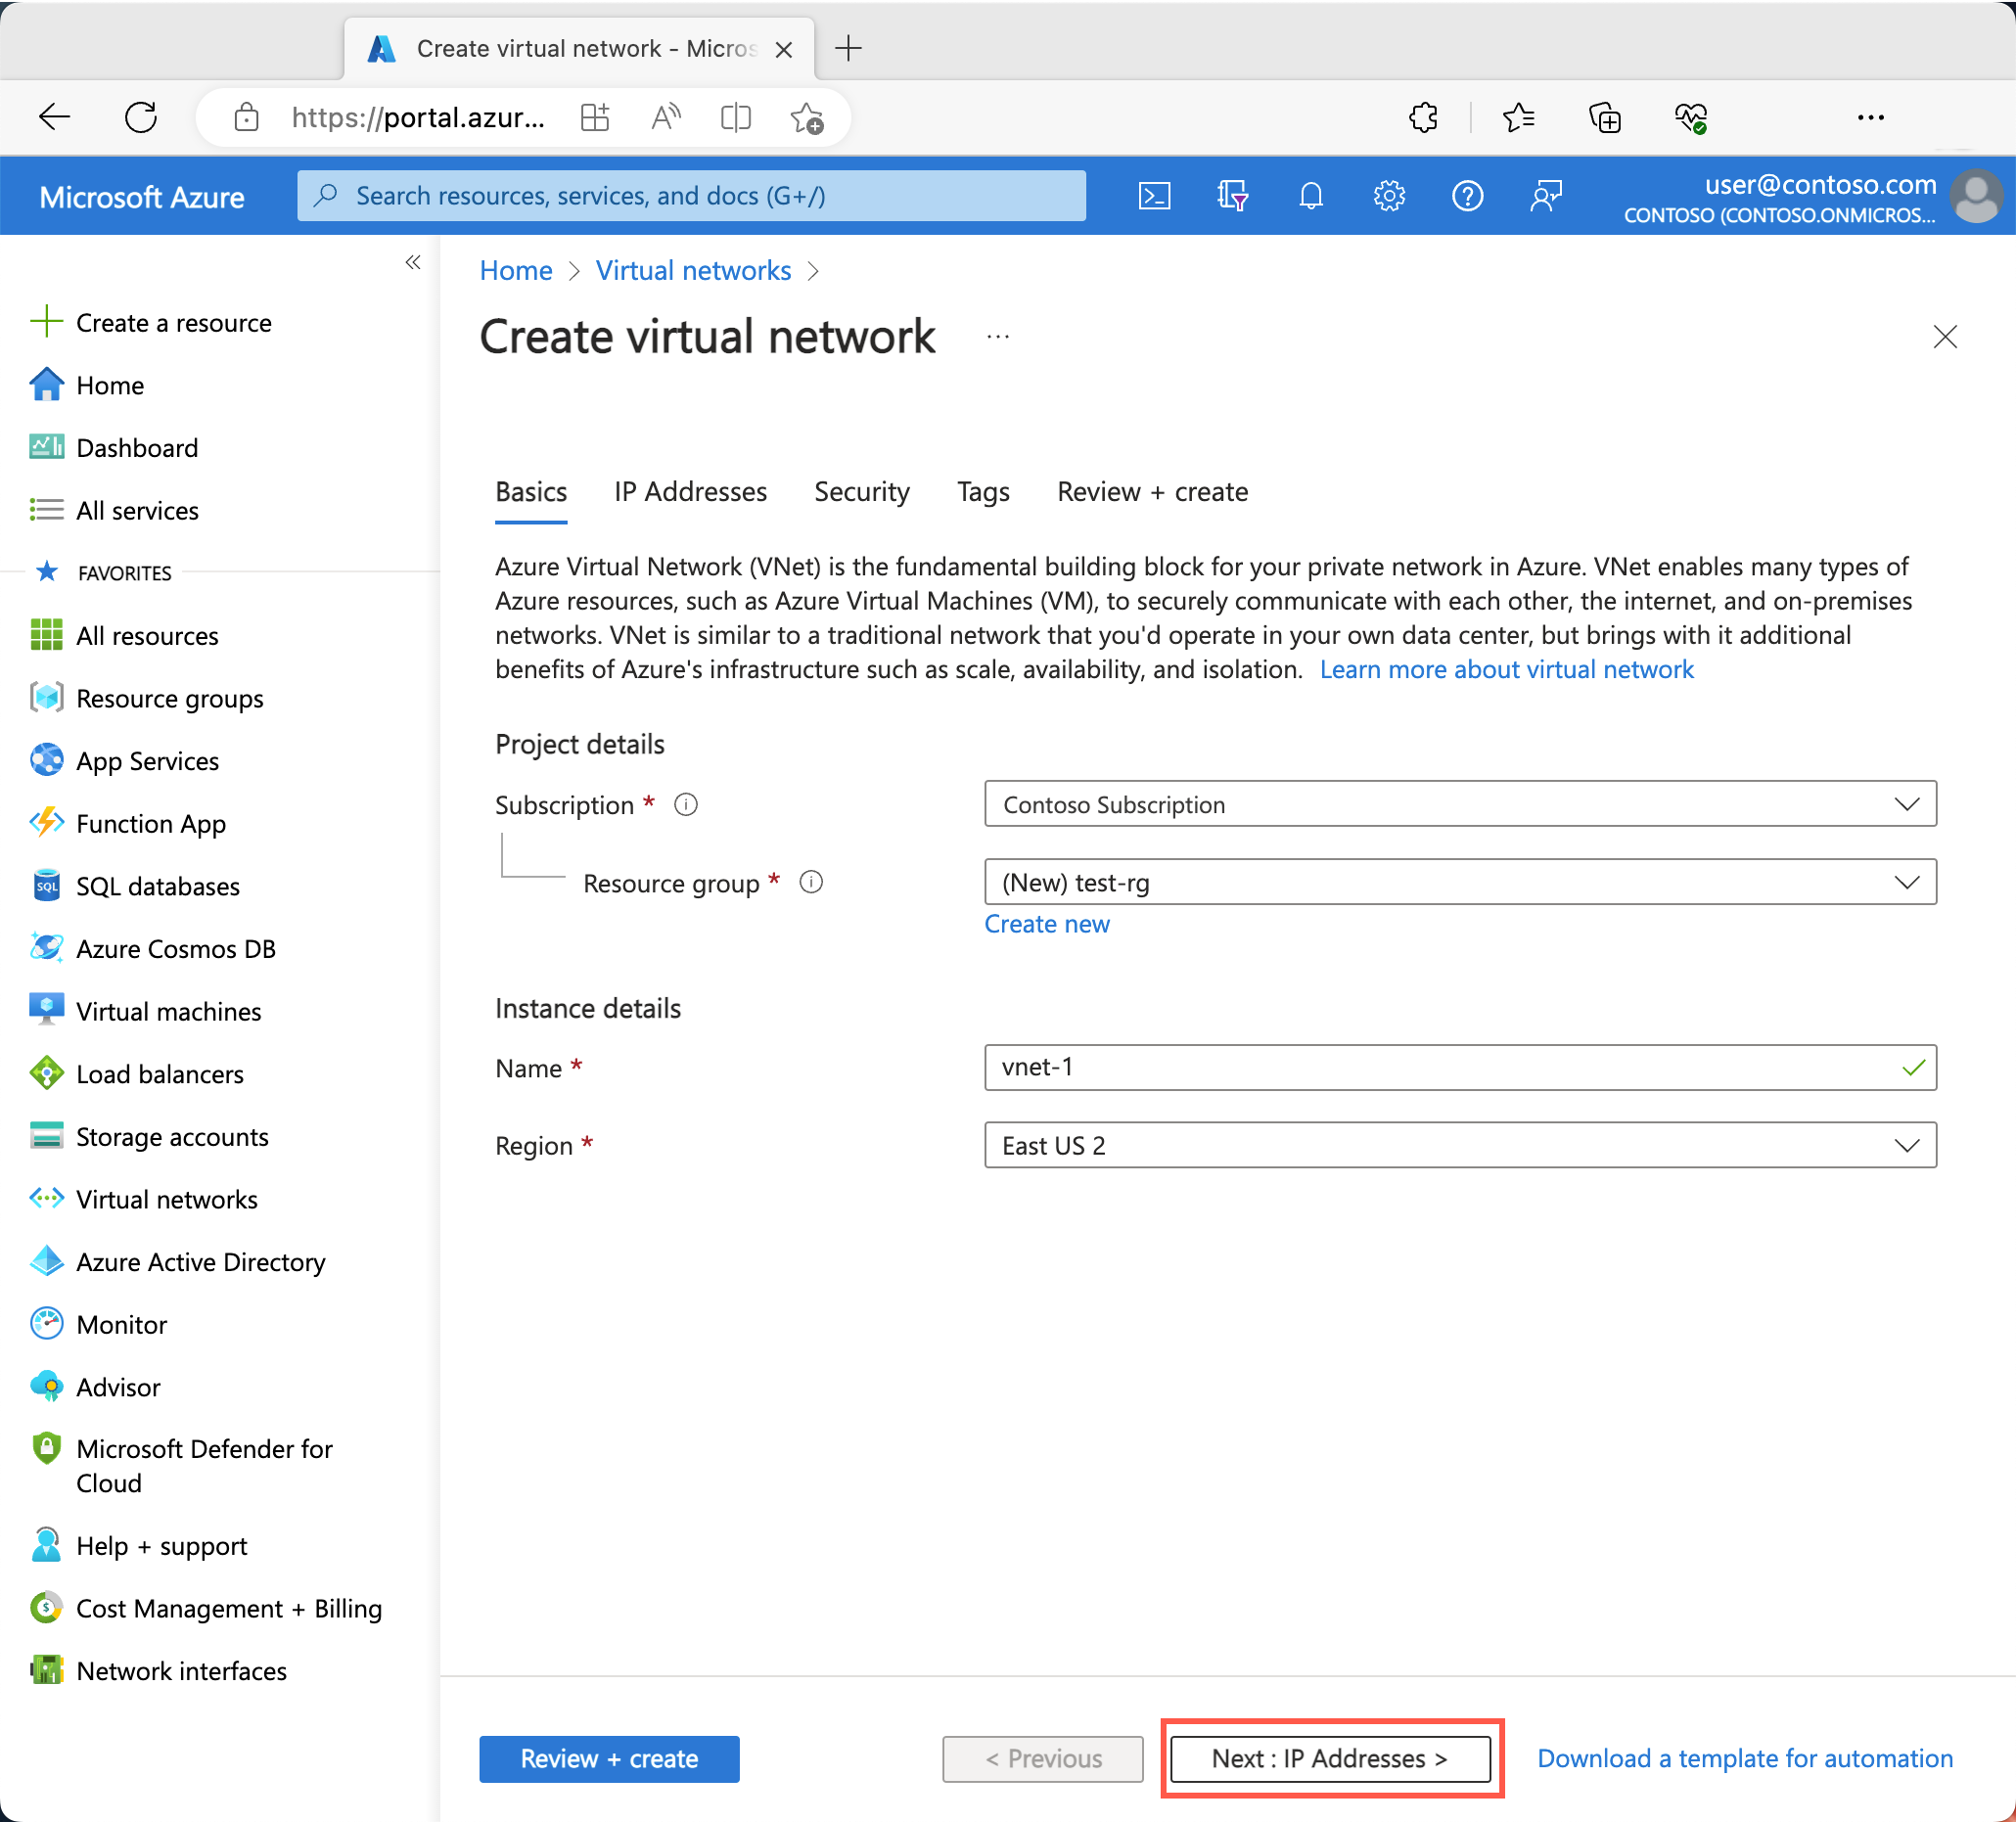 Create virtual network - Micros
https://portal.azur...
Microsoft Azure
Search resources, services, and docs (G+/)
user@contoso.com
CONTOSO (CONTOSO.ONMICROS...
Create a resource
Home
Dashboard
All services
FAVORITES
All resources
Resource groups
App Services
Function App
SQL
SQL databases
Azure Cosmos DB
Virtual machines
Load balancers
Storage accounts
Virtual networks
Azure Active Directory
Monitor
Advisor
Microsoft Defender for
Cloud
Help + support
Cost Management + Billing
Network interfaces
Home > Virtual networks >
Create virtual network ...
Basics IP Addresses Security Tags Review + create
Azure Virtual Network (VNet) is the fundamental building block for your private network in Azure. VNet enables many types of
Azure resources, such as Azure Virtual Machines (VM), to securely communicate with each other, the internet, and on-premises
networks. VNet is similar to a traditional network that you'd operate in your own data center, but brings with it additional
benefits of Azure's infrastructure such as scale, availability, and isolation. Learn more about virtual network
Project details
Subscription * Contoso Subscription
Resource group * (New) test-rg
Create new
Instance details
Name * vnet-1
Region * East US 2
Review + create < Previous Next : IP Addresses > Download a template for automation